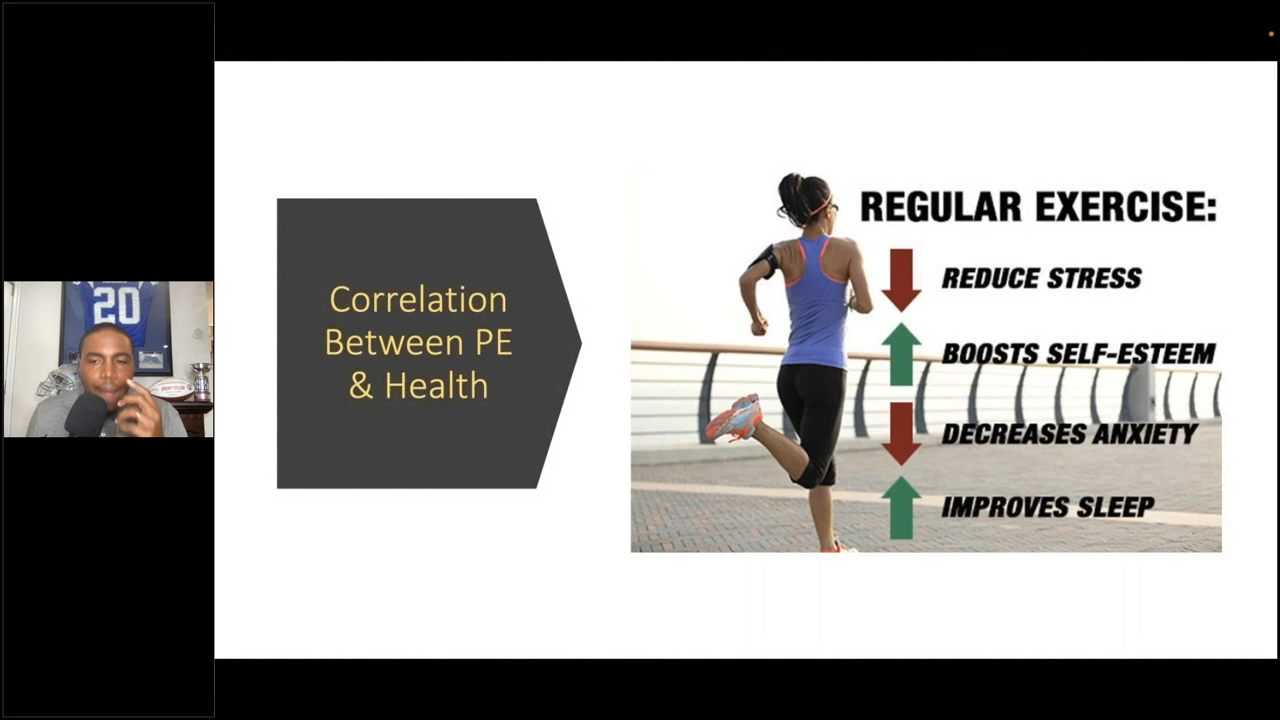 20
Correlation
Between PE
& Health
REGULAR EXERCISE:
REDUCE STRESS
BOOSTS SELF-ESTEEM
DECREASES ANXIETY
IMPROVES SLEEP